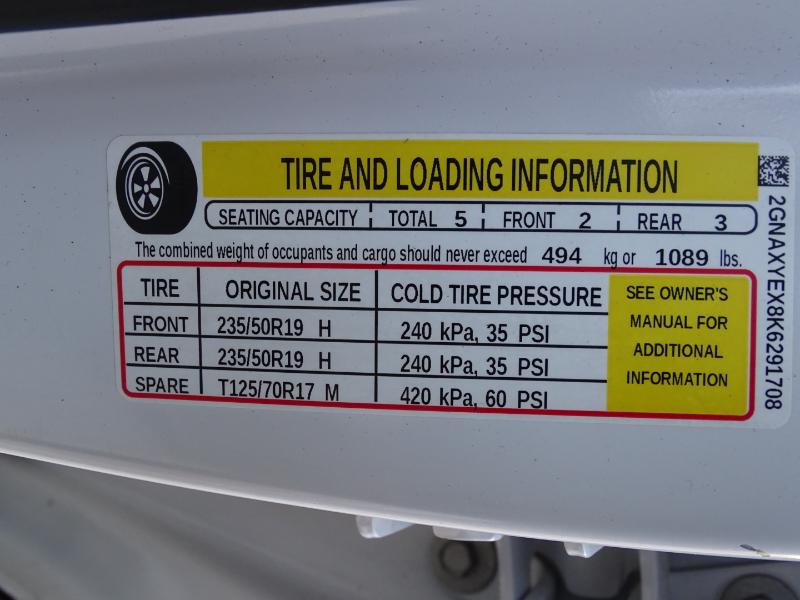 TIRE AND LOADING INFORMATION
SEATING CAPACITY ¦ TOTAL 5 ¦ FRONT 2 ¦ REAR 3
The combined weight of occupants and cargo should never exceed 494 kg or 1089 lbs.
TIRE ORIGINAL SIZE COLD TIRE PRESSURE
FRONT 235/50R19 H 240 kPa, 35 PSI
REAR 235/50R19 H 240 kPa, 35 PSI
SPARE T125/70R17 M 420 kPa, 60 PSI
SEE OWNER'S
MANUAL FOR
ADDITIONAL
INFORMATION
2GNAXYEX8K6291708